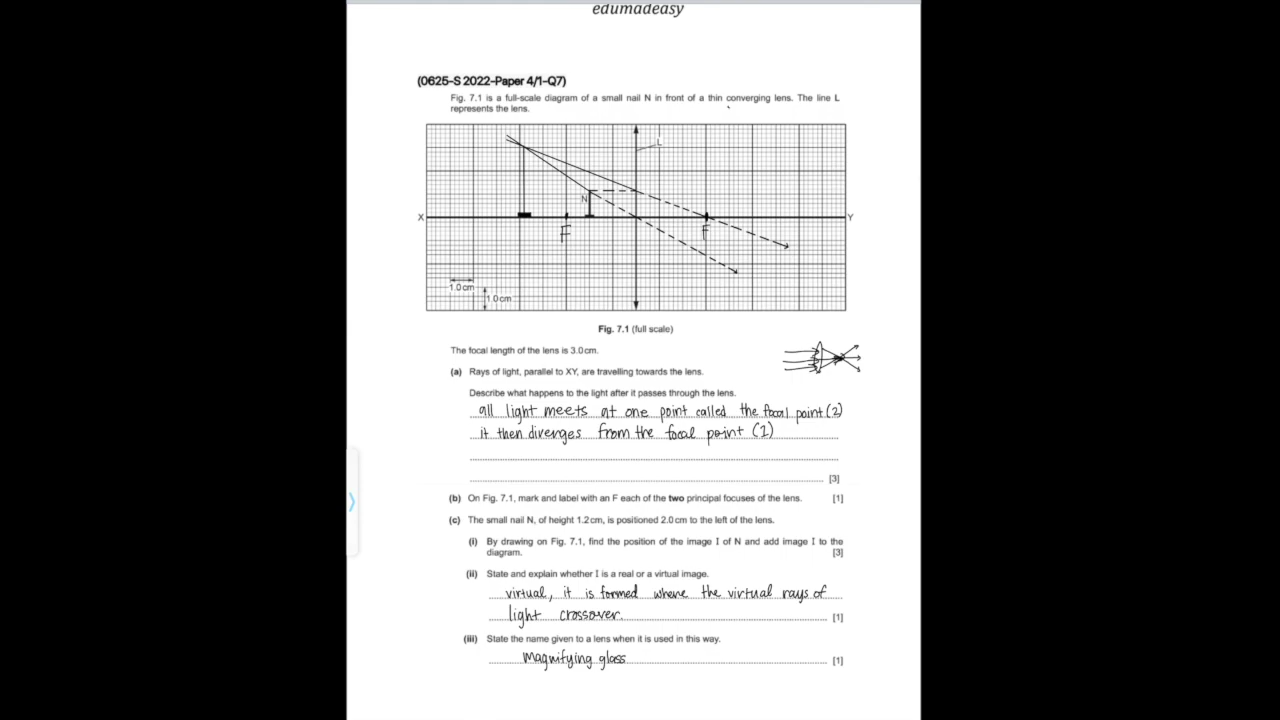 edumadeasy
(0625-S 2022-Paper 4/1-Q7)
Fig. 7.1 is a full-scale diagram of a small nail N in front of a thin converging lens. The line L
represents the lens.
L
N
X
Y
F
F
1.0 cm
1.0 cm
Fig. 7.1 (full scale)
The focal length of the lens is 3.0 cm.
(a) Rays of light, parallel to XY, are travelling towards the lens.
Describe what happens to the light after it passes through the lens.
all light meets at one point called the focal point (2)
it then diverges from the focal point (1)
[3]
(b) On Fig. 7.1, mark and label with an F each of the two principal focuses of the lens. [1]
(c) The small nail N, of height 1.2 cm, is positioned 2.0 cm to the left of the lens.
(i) By drawing on Fig. 7.1, find the position of the image I of N and add image I to the
diagram. [3]
(ii) State and explain whether I is a real or a virtual image.
virtual, it is formed where the virtual rays of
light crossover. [1]
(iii) State the name given to a lens when it is used in this way.
magnifying glass [1]